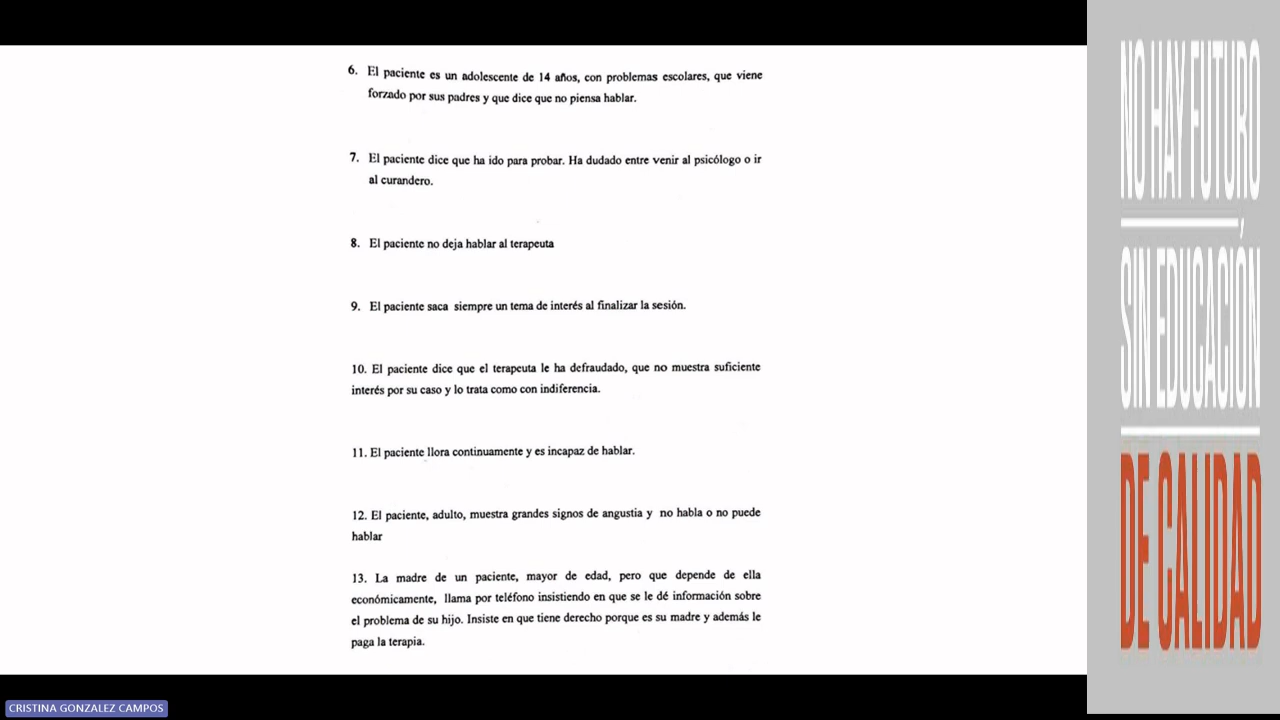 6. El paciente es un adolescente de 14 años, con problemas escolares, que viene
forzado por sus padres y que dice que no piensa hablar.
7. El paciente dice que ha ido para probar. Ha dudado entre venir al psicólogo o ir
al curandero.
8. El paciente no deja hablar al terapeuta
9. El paciente saca siempre un tema de interés al finalizar la sesión.
10. El paciente dice que el terapeuta le ha defraudado, que no muestra suficiente
interés por su caso y lo trata como con indiferencia.
11. El paciente llora continuamente y es incapaz de hablar.
12. El paciente, adulto, muestra grandes signos de angustia y no habla o no puede
hablar
13. La madre de un paciente, mayor de edad, pero que depende de ella
económicamente, llama por teléfono insistiendo en que se le dé información sobre
el problema de su hijo. Insiste en que tiene derecho porque es su madre y además le
paga la terapia.
NO HAY FUTURO
SIN EDUCACIÓN
DE CALIDAD
CRISTINA GONZALEZ CAMPOS